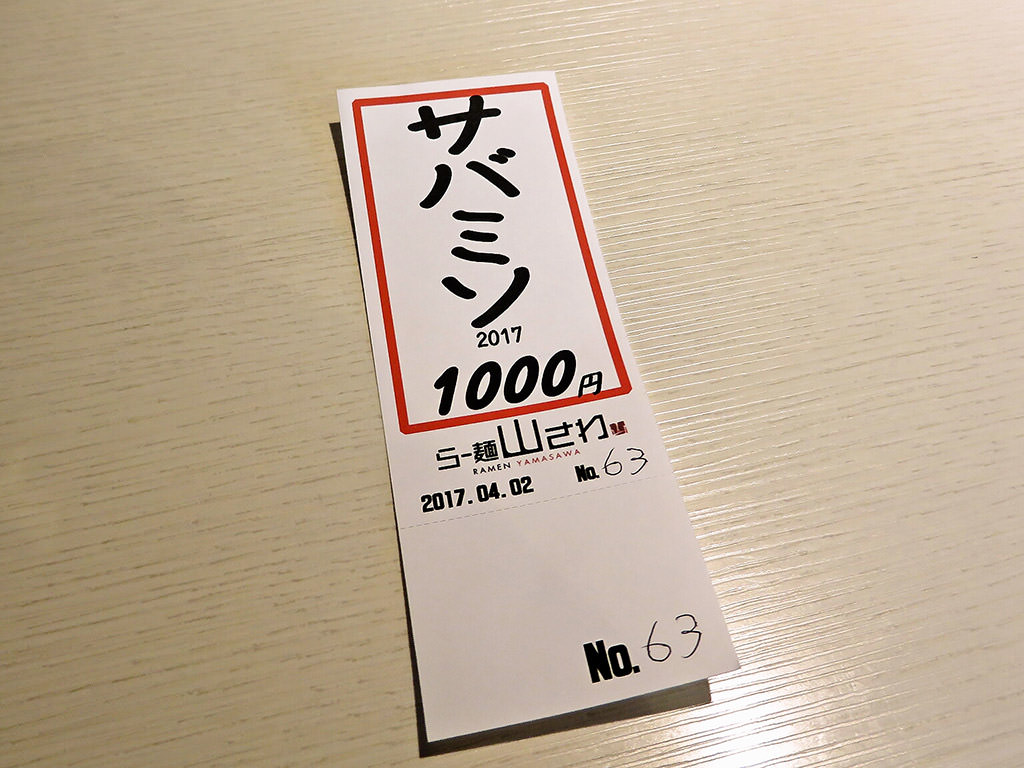 サバミソ
2017
1000円
らー麺 山さわ
RAMEN YAMASAWA
2017.04.02 No. 63
No. 63